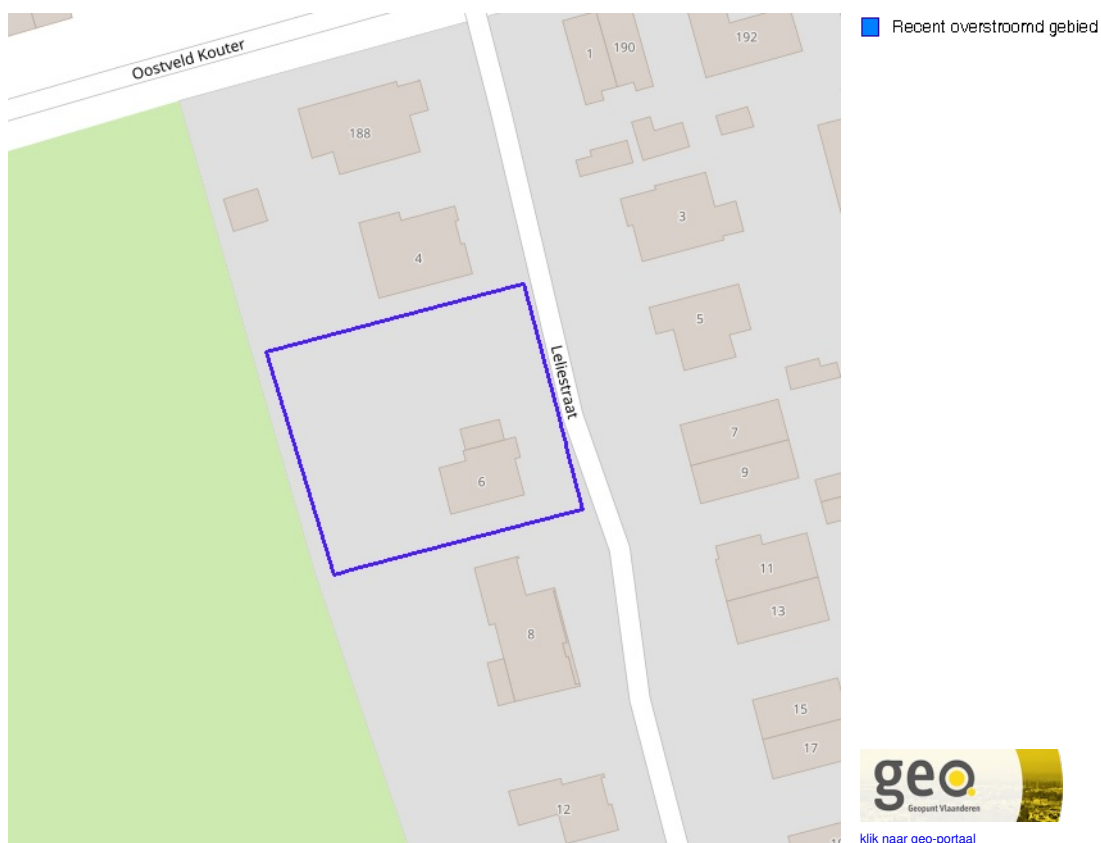 Recent overstroomd gebied
Oostveld Kouter
1
190
192
188
3
4
5
Leliestraat
7
9
6
11
13
8
15
17
12
geo
Geopunt Vlaanderen
klik naar geo-portaal